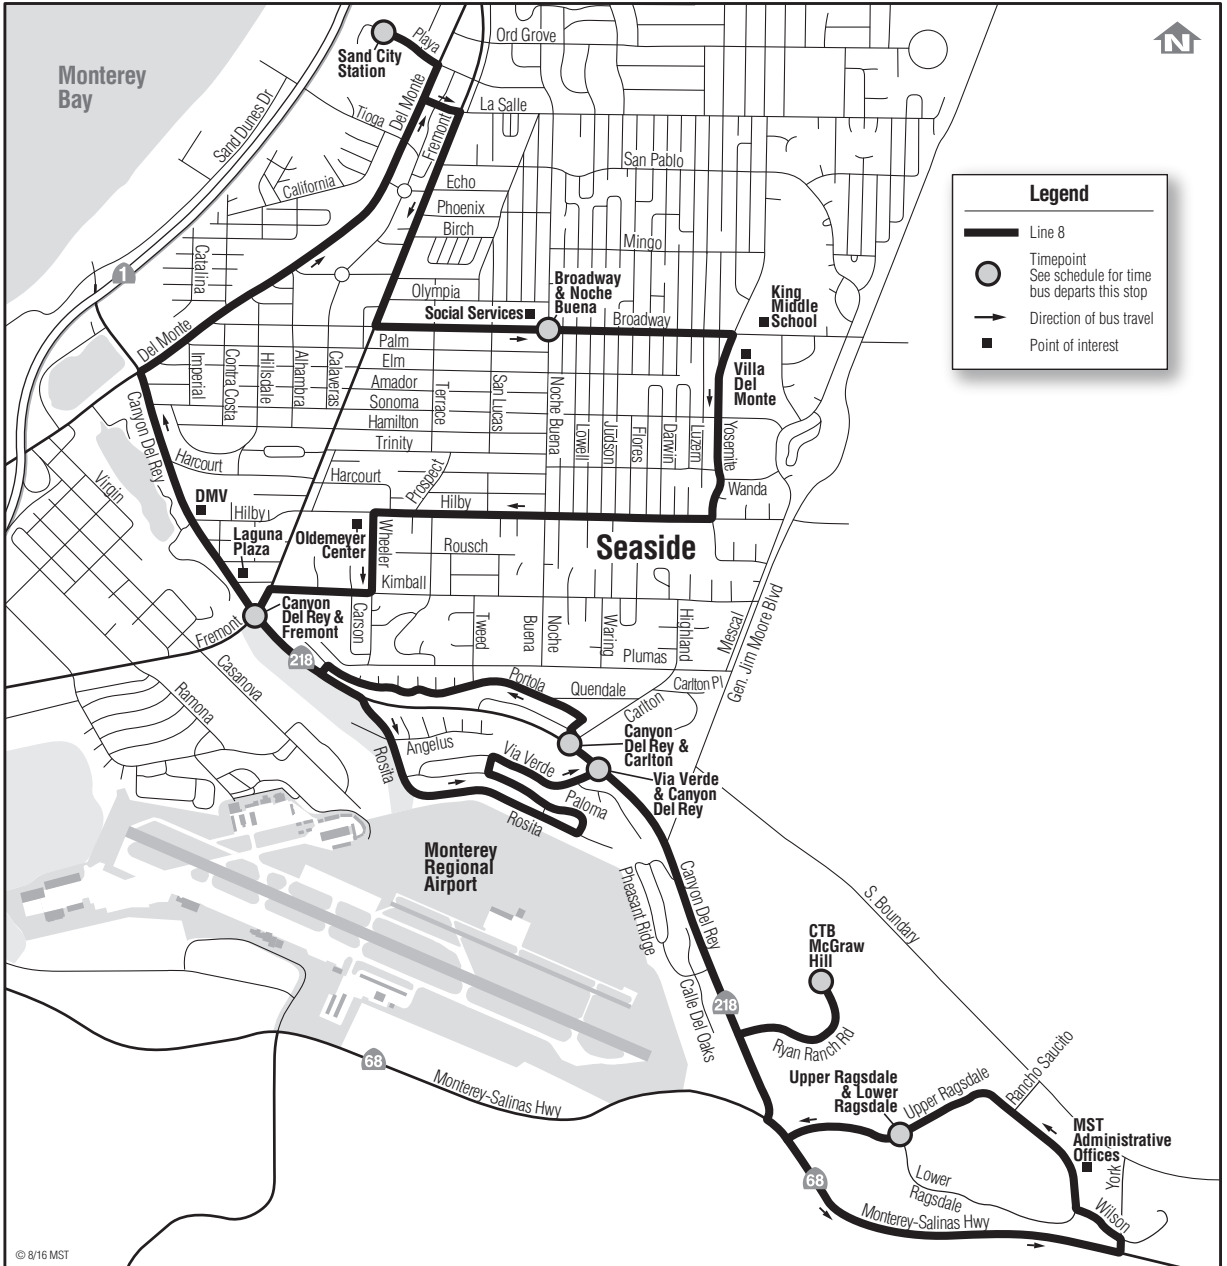 Monterey
Bay
N
Sand City
Station
Playa
Ord Grove
Sand Dunes Dr
Tioga
Del Monte
Fremont
La Salle
San Pablo
California
Echo
Phoenix
Birch
Mingo
Catalina
1
Olympia
Social Services
Broadway
& Noche
Buena
Broadway
King
Middle
School
Villa
Del
Monte
Del Monte
Palm
Elm
Amador
Sonoma
Hamilton
Trinity
Imperial
Contra Costa
Hillsdale
Alhambra
Calaveras
Terrace
San Lucas
Noche Buena
Lowell
Judson
Flores
Darwin
Luzern
Yosemite
Wanda
Canyon Del Rey
Harcourt
Harcourt
Prospect
Virgin
DMV
Hilby
Hilby
Laguna
Plaza
Oldemeyer
Center
Wheeler
Rousch
Kimball
Seaside
Canyon
Del Rey &
Fremont
Fremont
Carson
Tweed
Buena
Noche
Waring
Highland
Plumas
Mescal
Gen. Jim Moore Blvd
218
Casanova
Ramona
Portola
Quendale
Carlton Pl
Carlton
Canyon
Del Rey &
Carlton
Angelus
Rosita
Via Verde
Via Verde
& Canyon
Del Rey
Paloma
Rosita
Monterey
Regional
Airport
Pheasant Ridge
Canyon Del Rey
S. Boundary
CTB
McGraw
Hill
218
Calle Del Oaks
Ryan Ranch Rd
68
Monterey-Salinas Hwy
Upper Ragsdale
& Lower
Ragsdale
Upper Ragsdale
Rancho Saucito
MST
Administrative
Offices
York
Lower
Ragsdale
68
Wilson
Monterey-Salinas Hwy
Legend
Line 8
Timepoint
See schedule for time
bus departs this stop
Direction of bus travel
Point of interest
© 8/16 MST